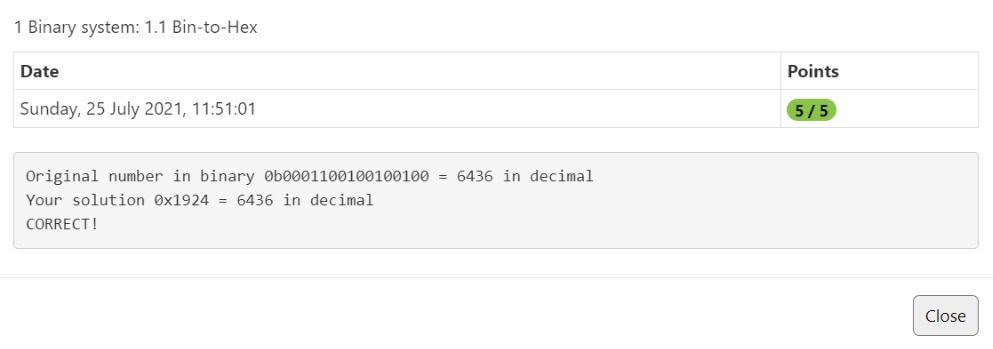 1 Binary system: 1.1 Bin-to-Hex
Date Points
Sunday, 25 July 2021, 11:51:01 5 / 5
Original number in binary 0b0001100100100100 = 6436 in decimal
Your solution 0x1924 = 6436 in decimal
CORRECT!
Close